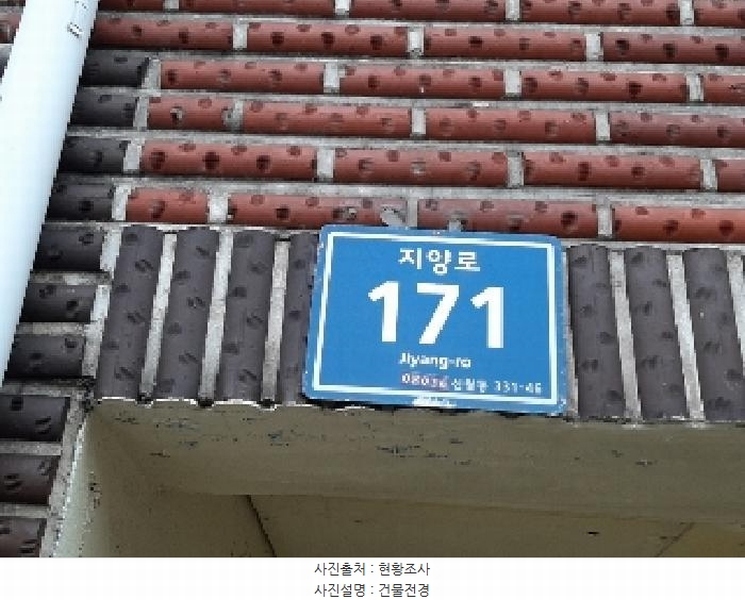 지양로
171
Jiyang-ro
08036 신월동 331-46
사진출처 : 현황조사
사진설명 : 건물전경